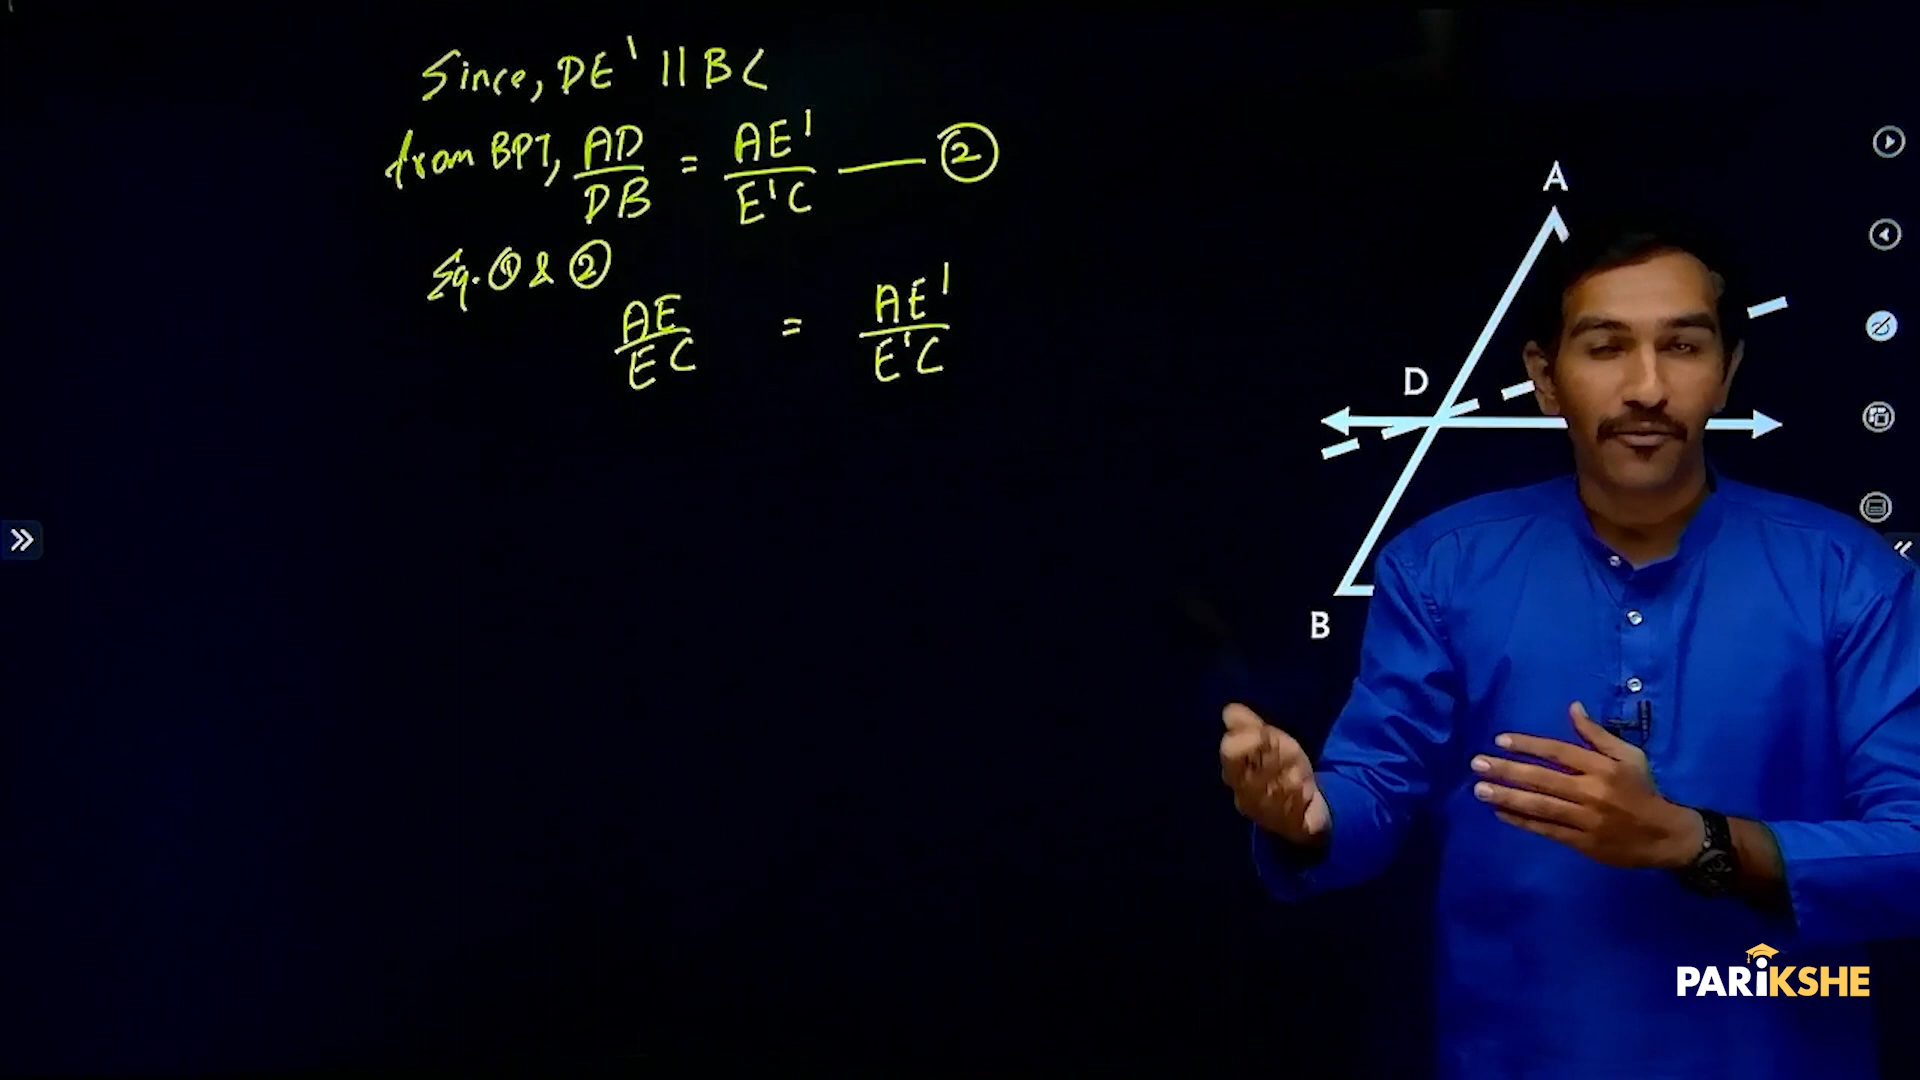 Since, DE' || BC
from BPT, AD/DB = AE'/E'C —— ②
Eq. ① & ②
AE/EC = AE'/E'C
A
D
B
PARiKSHE